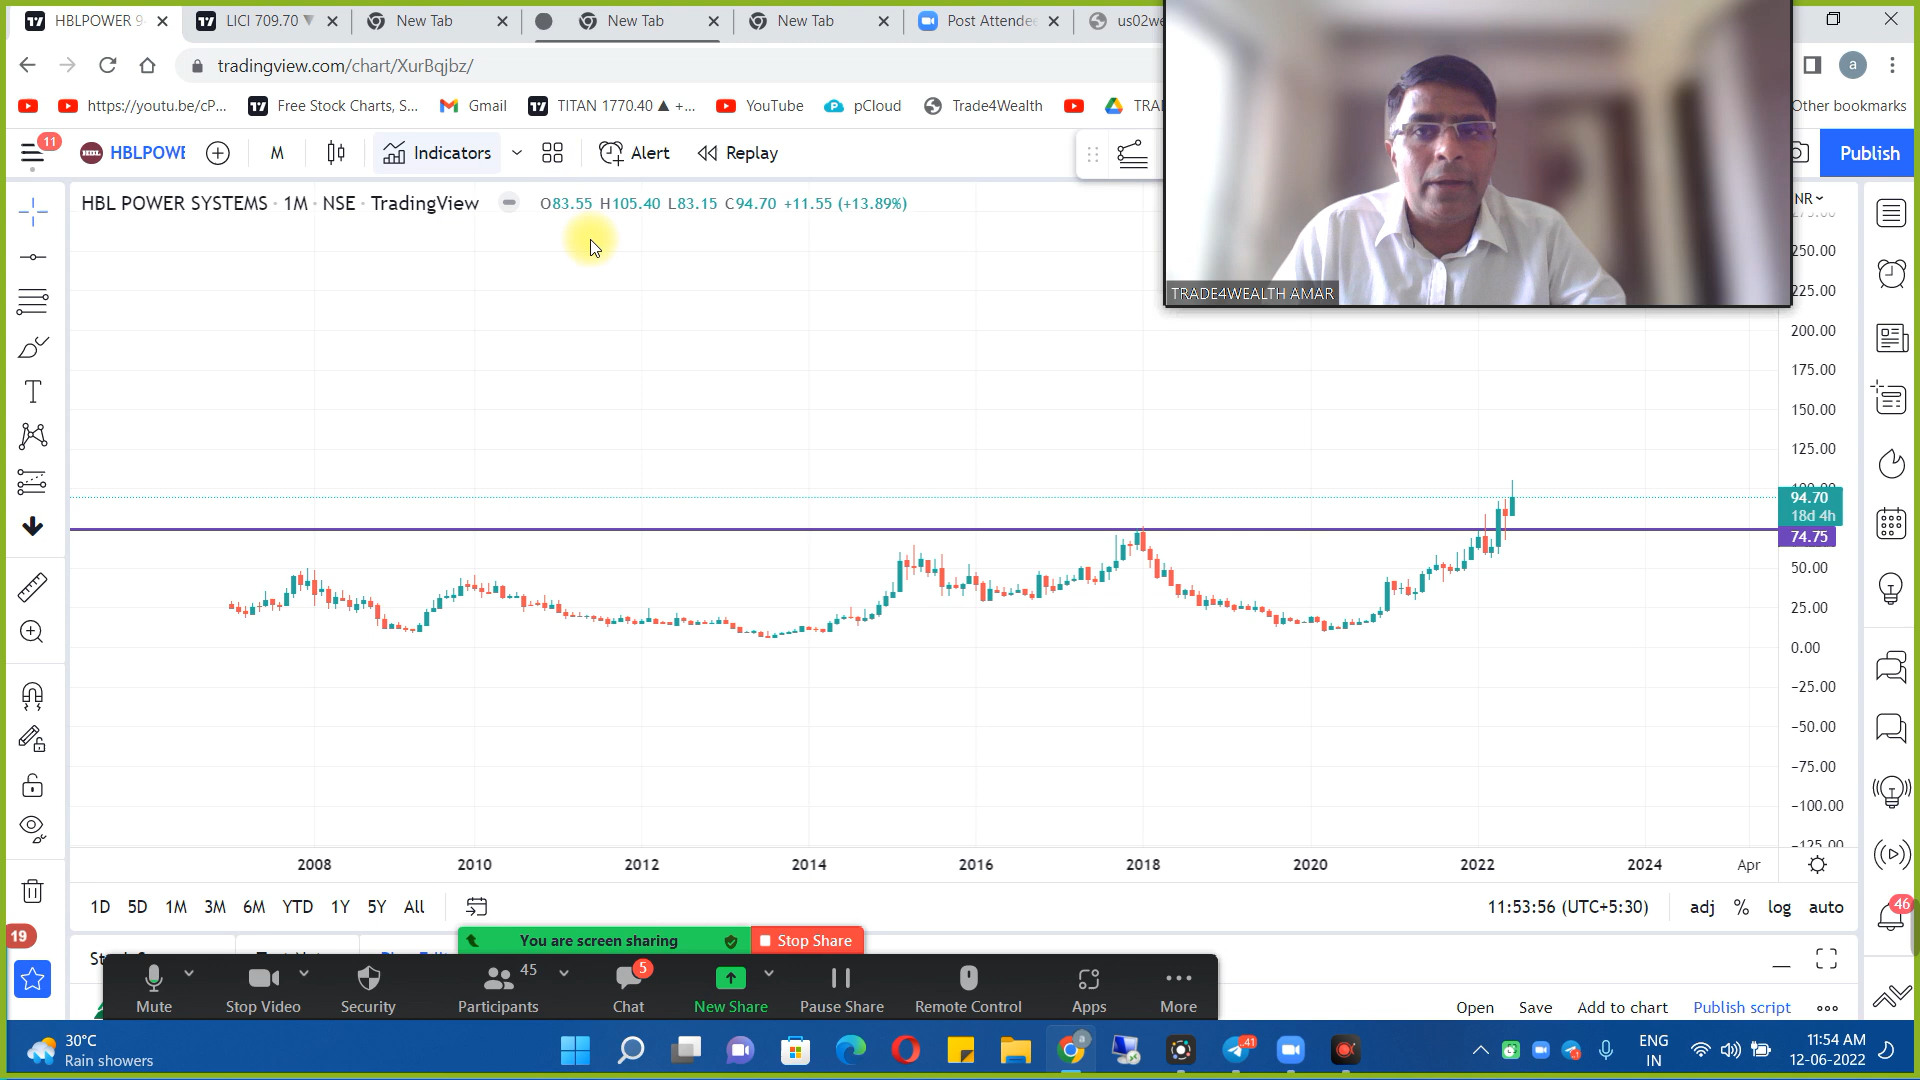 HBLPOWER 9
LICI 709.70 ▼
New Tab
New Tab
New Tab
Post Attende
us02we
tradingview.com/chart/XurBqjbz/
a
https://youtu.be/cP...
Free Stock Charts, S...
Gmail
TITAN 1770.40 ▲ +...
YouTube
pCloud
Trade4Wealth
TRA
Other bookmarks
11
HBLPOWE
M
Indicators
Alert
Replay
Publish
HBL POWER SYSTEMS · 1M · NSE · TradingView
O83.55 H105.40 L83.15 C94.70 +11.55 (+13.89%)
TRADE4WEALTH AMAR
NR
275.00
250.00
225.00
200.00
175.00
150.00
125.00
100.00
94.70
18d 4h
74.75
50.00
25.00
0.00
−25.00
−50.00
−75.00
−100.00
−125.00
2008
2010
2012
2014
2016
2018
2020
2022
2024
Apr
1D 5D 1M 3M 6M YTD 1Y 5Y All
11:53:56 (UTC+5:30)
adj % log auto
46
19
You are screen sharing
Stop Share
45
5
Mute
Stop Video
Security
Participants
Chat
New Share
Pause Share
Remote Control
Apps
More
Open
Save
Add to chart
Publish script
30°C
Rain showers
a
41
ENG
IN
11:54 AM
12-06-2022